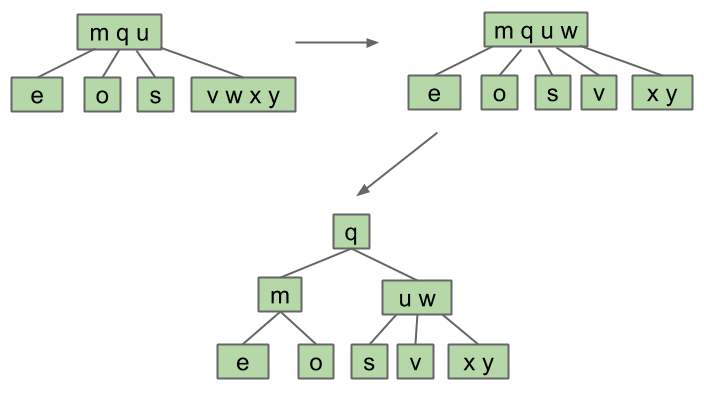 m q u
e o s v w x y
m q u w
e o s v x y
q
m u w
e o s v x y